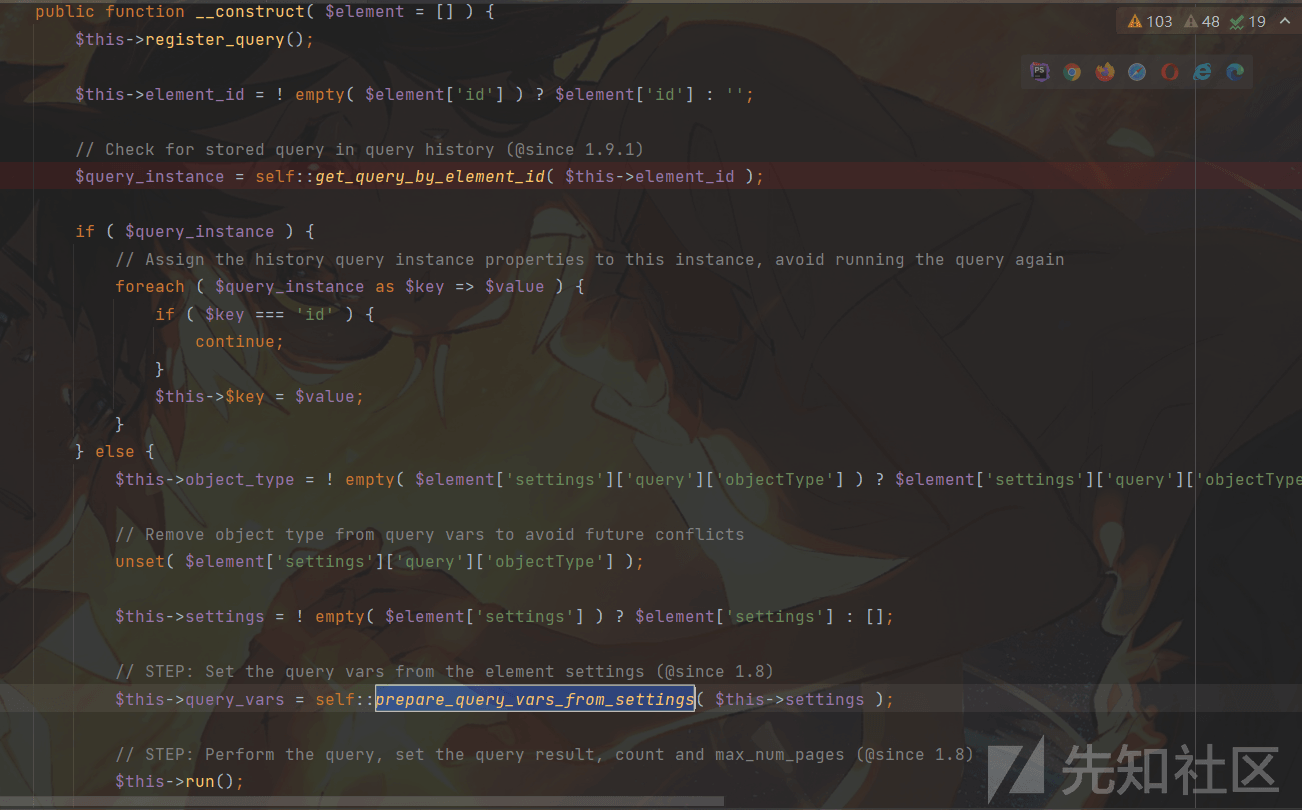 public function __construct( $element = [] ) {
103 48 19
$this->register_query();
PS
$this->element_id = ! empty( $element['id'] ) ? $element['id'] : '';
// Check for stored query in query history (@since 1.9.1)
$query_instance = self::get_query_by_element_id( $this->element_id );
if ( $query_instance ) {
// Assign the history query instance properties to this instance, avoid running the query again
foreach ( $query_instance as $key => $value ) {
if ( $key === 'id' ) {
continue;
}
$this->$key = $value;
}
} else {
$this->object_type = ! empty( $element['settings']['query']['objectType'] ) ? $element['settings']['query']['objectType
// Remove object type from query vars to avoid future conflicts
unset( $element['settings']['query']['objectType'] );
$this->settings = ! empty( $element['settings'] ) ? $element['settings'] : [];
// STEP: Set the query vars from the element settings (@since 1.8)
$this->query_vars = self::prepare_query_vars_from_settings( $this->settings );
// STEP: Perform the query, set the query result, count and max_num_pages (@since 1.8)
$this->run();
先知社区